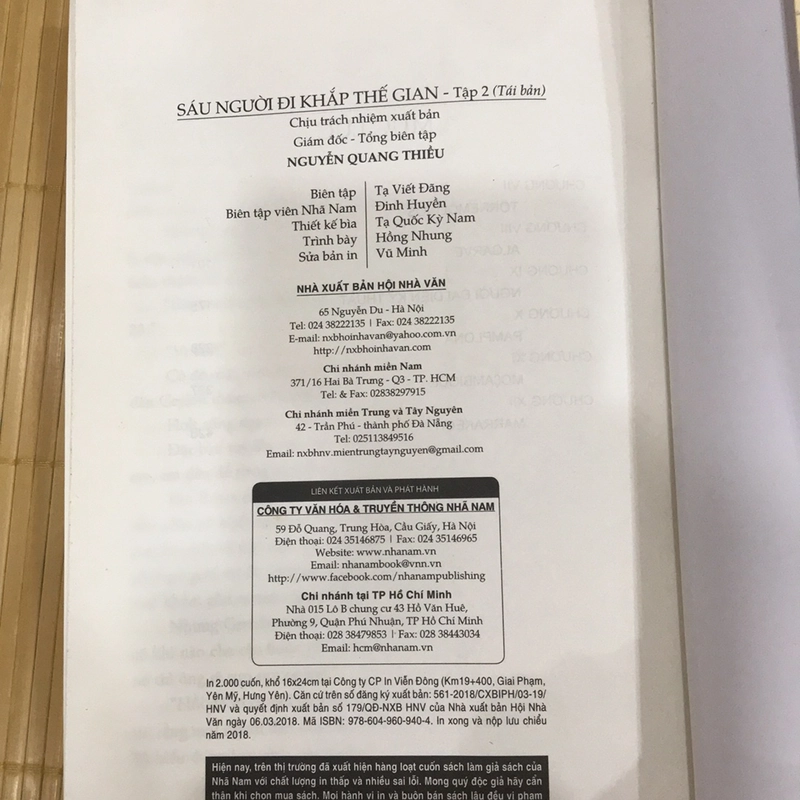 SÁU NGƯỜI ĐI KHẮP THẾ GIAN - Tập 2 (Tái bản)
Chịu trách nhiệm xuất bản
Giám đốc - Tổng biên tập
NGUYỄN QUANG THIỀU
Biên tập Tạ Viết Đãng
Biên tập viên Nhã Nam Đinh Huyền
Thiết kế bìa Tạ Quốc Kỳ Nam
Trình bày Hồng Nhung
Sửa bản in Vũ Minh
NHÀ XUẤT BẢN HỘI NHÀ VĂN
65 Nguyễn Du - Hà Nội
Tel: 024 38222135 | Fax: 024 38222135
E-mail: nxbhoinhavan@yahoo.com.vn
http://nxbhoinhavan.com
Chi nhánh miền Nam
371/16 Hai Bà Trưng - Q3 - TP. HCM
Tel: & Fax: 02838297915
Chi nhánh miền Trung và Tây Nguyên
42 - Trần Phú - thành phố Đà Nẵng
Tel: 025113849516
Email: nxbhnv.mientrungtaynguyen@gmail.com
LIÊN KẾT XUẤT BẢN VÀ PHÁT HÀNH
CÔNG TY VĂN HÓA & TRUYỀN THÔNG NHÃ NAM
59 Đỗ Quang, Trung Hòa, Cầu Giấy, Hà Nội
Điện thoại: 024 35146875 | Fax: 024 35146965
Website: www.nhanam.vn
Email: nhanambook@vnn.vn
http://www.facebook.com/nhanampublishing
Chi nhánh tại TP Hồ Chí Minh
Nhà 015 Lô B chung cư 43 Hồ Văn Huê,
Phường 9, Quận Phú Nhuận, TP Hồ Chí Minh
Điện thoại: 028 38479853 | Fax: 028 38443034
Email: hcm@nhanam.vn
In 2.000 cuốn, khổ 16x24cm tại Công ty CP In Viễn Đông (Km19+400, Giai Phạm,
Yên Mỹ, Hưng Yên). Căn cứ trên số đăng ký xuất bản: 561-2018/CXBIPH/03-19/
HNV và quyết định xuất bản số 179/QĐ-NXB HNV của Nhà xuất bản Hội Nhà
Văn ngày 06.03.2018. Mã ISBN: 978-604-960-940-4. In xong và nộp lưu chiểu
năm 2018.
Hiện nay, trên thị trường đã xuất hiện hàng loạt cuốn sách làm giả sách của
Nhã Nam với chất lượng in thấp và nhiều sai lỗi. Mong quý độc giả hãy cẩn
thận khi chọn mua sách. Mọi hành vi in và buôn bán sách lậu đều vi phạm